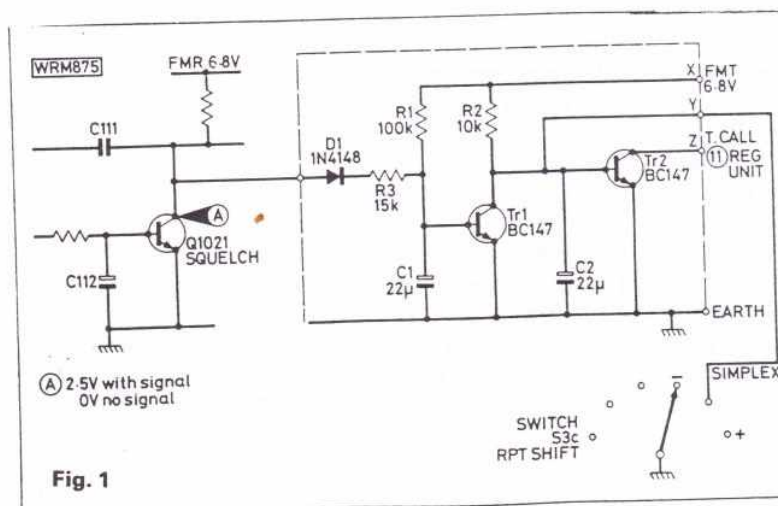 WRM875
FMR 6·8V
C111
Q1021
SQUELCH
C112
A
A 2·5V with signal
0V no signal
D1
1N4148
R3
15k
R1
100k
R2
10k
C1
22µ
Tr1
BC147
C2
22µ
Tr2
BC147
X
FMT
6·8V
Y
Z
T. CALL
11 REG
UNIT
EARTH
SIMPLEX
−
+
SWITCH
S3c
RPT SHIFT
Fig. 1